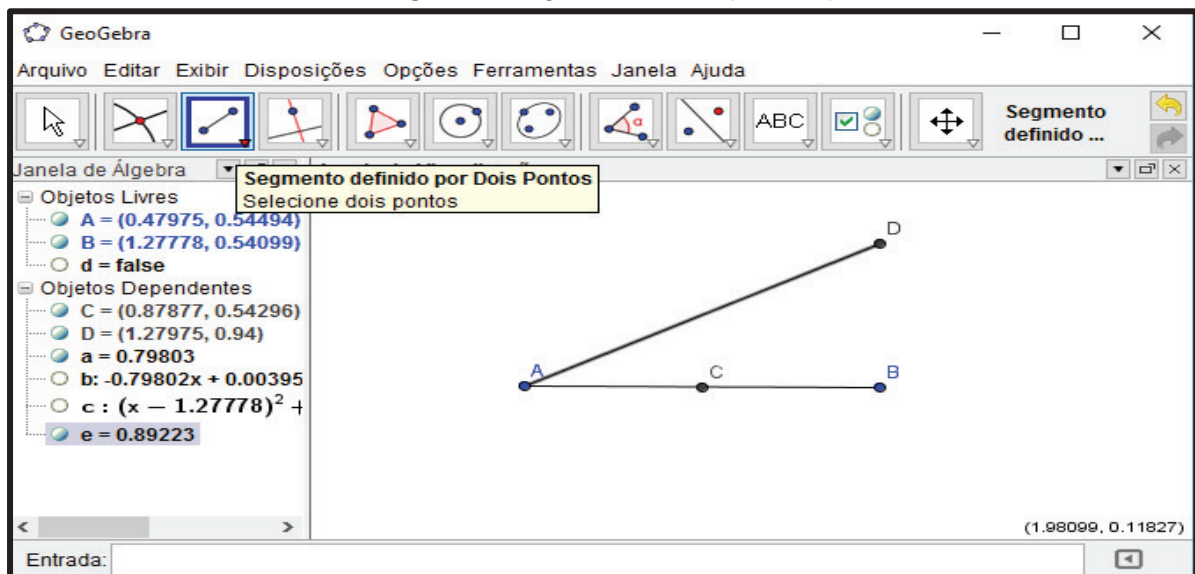 GeoGebra
Arquivo Editar Exibir Disposições Opções Ferramentas Janela Ajuda
ABC
α
Segmento
definido ...
Janela de Álgebra
Segmento definido por Dois Pontos
Selecione dois pontos
Objetos Livres
A = (0.47975, 0.54494)
B = (1.27778, 0.54099)
d = false
Objetos Dependentes
C = (0.87877, 0.54296)
D = (1.27975, 0.94)
a = 0.79803
b: -0.79802x + 0.00395
c : (x − 1.27778)² +
e = 0.89223
D
A
C
B
(1.98099, 0.11827)
Entrada: